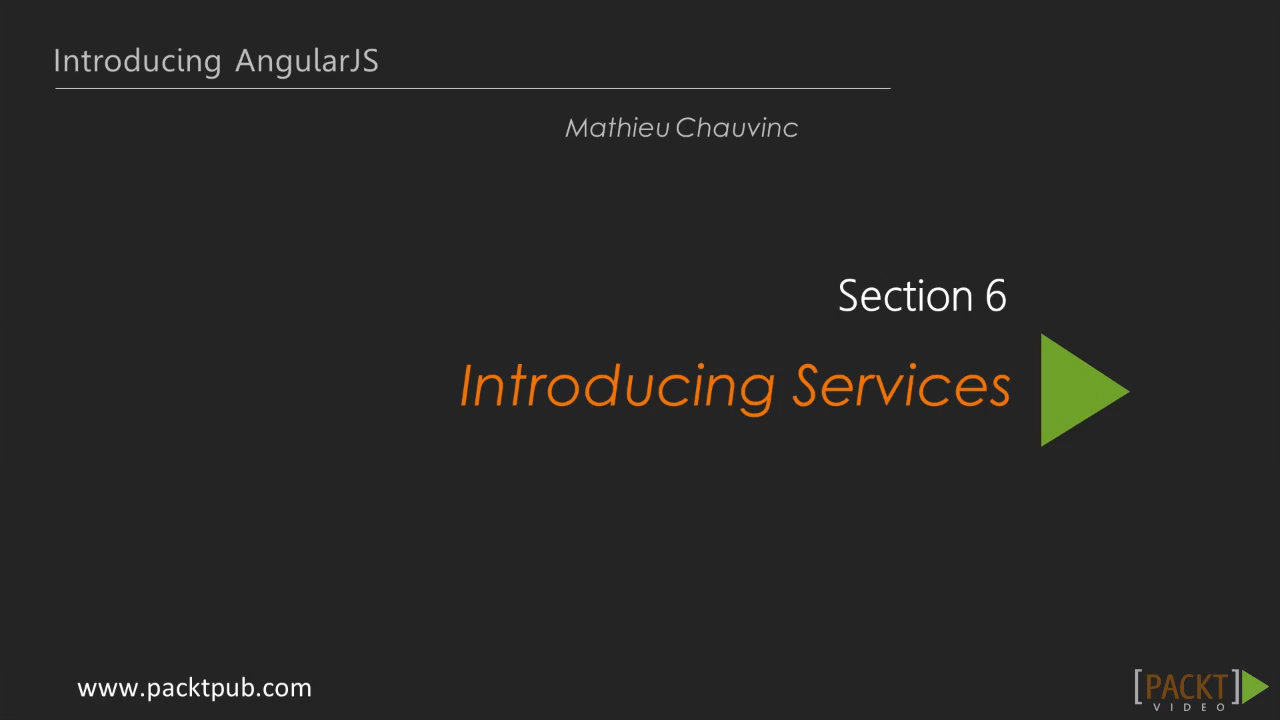 Introducing AngularJS
Mathieu Chauvinc
Section 6
Introducing Services
www.packtpub.com
[PACKT]
VIDEO